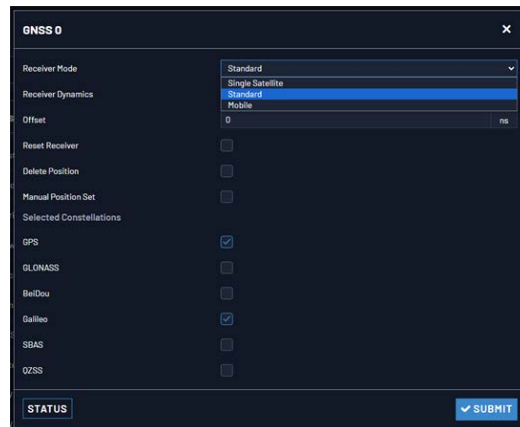 GNSS 0
×
Receiver Mode
Standard
Single Satellite
Receiver Dynamics
Standard
Mobile
Offset
0
ns
Reset Receiver
Delete Position
Manual Position Set
Selected Constellations
GPS
GLONASS
BeiDou
Galileo
SBAS
QZSS
STATUS
SUBMIT